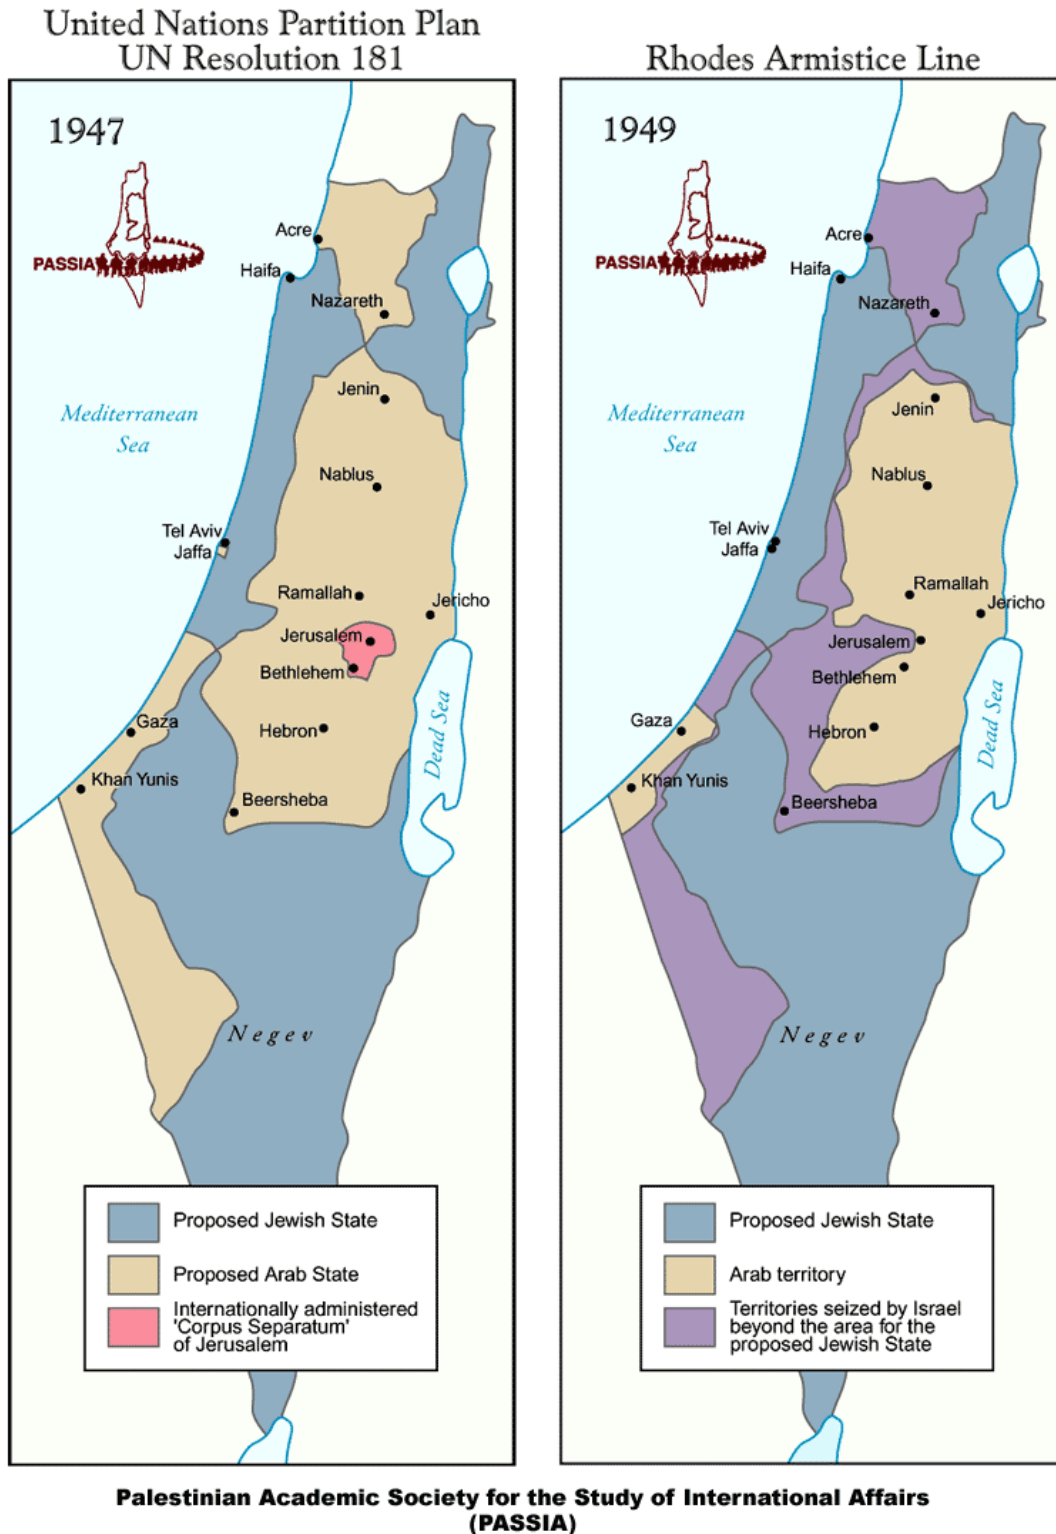 United Nations Partition Plan
UN Resolution 181
1947
PASSIA
Acre
Haifa
Nazareth
Jenin
Mediterranean
Sea
Nablus
Tel Aviv
Jaffa
Ramallah
Jericho
Jerusalem
Bethlehem
Gaza
Hebron
Dead Sea
Khan Yunis
Beersheba
Negev
Proposed Jewish State
Proposed Arab State
Internationally administered
'Corpus Separatum'
of Jerusalem
Rhodes Armistice Line
1949
PASSIA
Acre
Haifa
Nazareth
Jenin
Mediterranean
Sea
Nablus
Tel Aviv
Jaffa
Ramallah
Jericho
Jerusalem
Bethlehem
Gaza
Hebron
Dead Sea
Khan Yunis
Beersheba
Negev
Proposed Jewish State
Arab territory
Territories seized by Israel
beyond the area for the
proposed Jewish State
Palestinian Academic Society for the Study of International Affairs
(PASSIA)